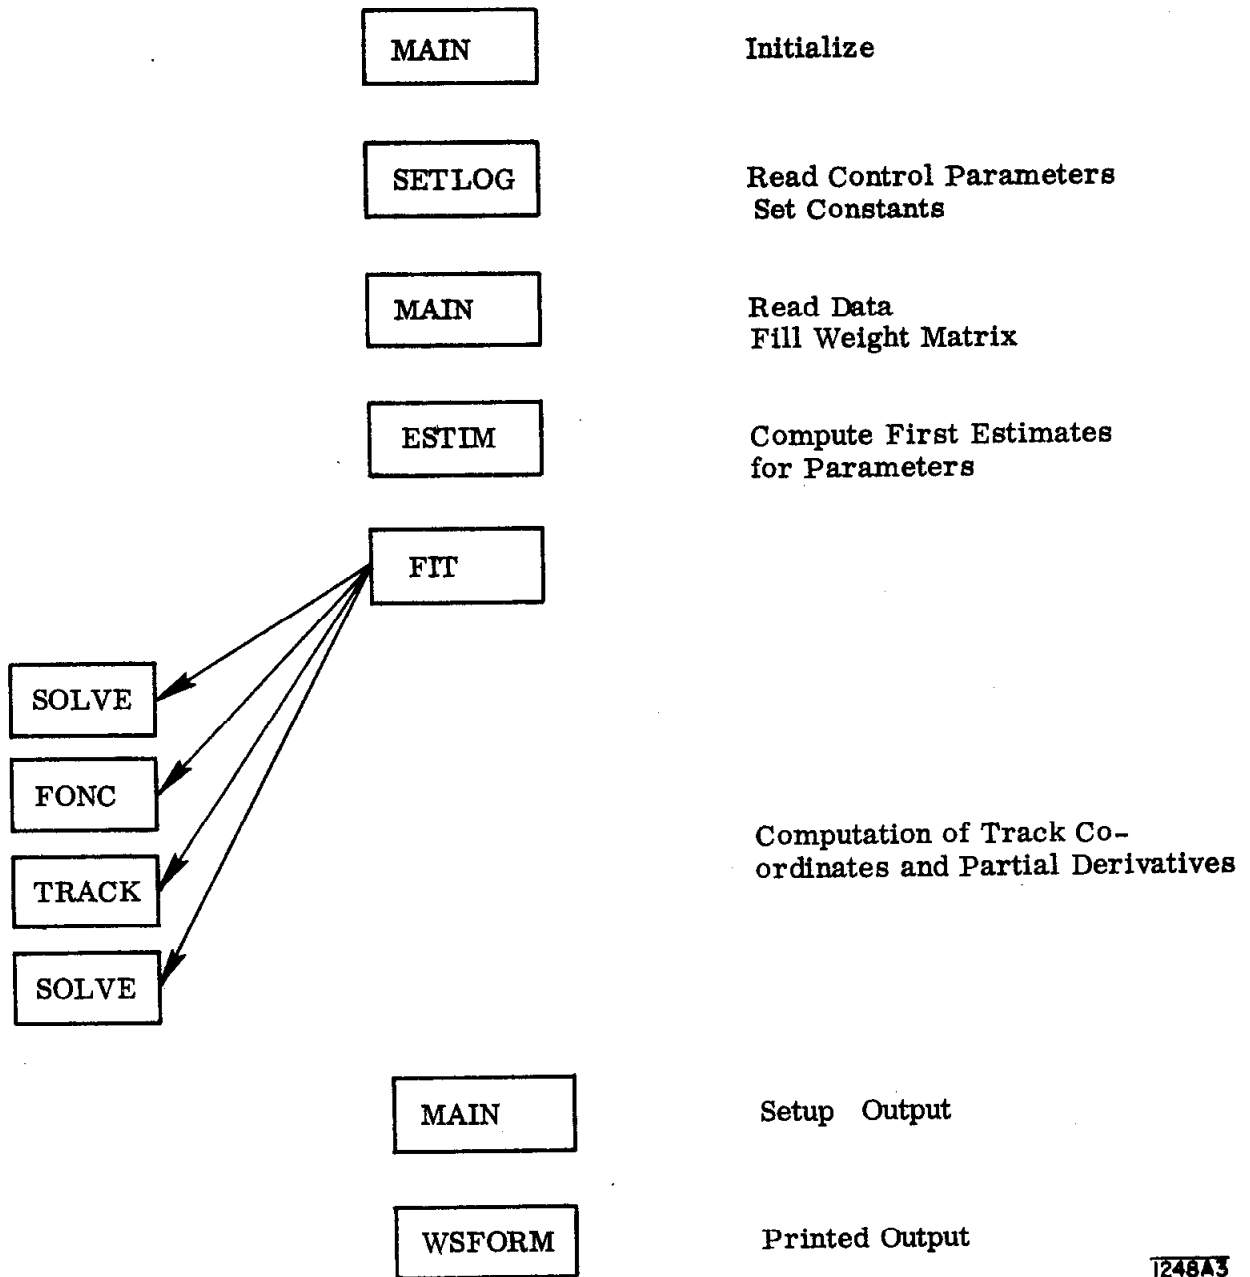 MAIN
Initialize
SETLOG
Read Control Parameters
Set Constants
MAIN
Read Data
Fill Weight Matrix
ESTIM
Compute First Estimates
for Parameters
FIT
SOLVE
FONC
TRACK
SOLVE
Computation of Track Co-
ordinates and Partial Derivatives
MAIN
Setup Output
WSFORM
Printed Output
1248A3